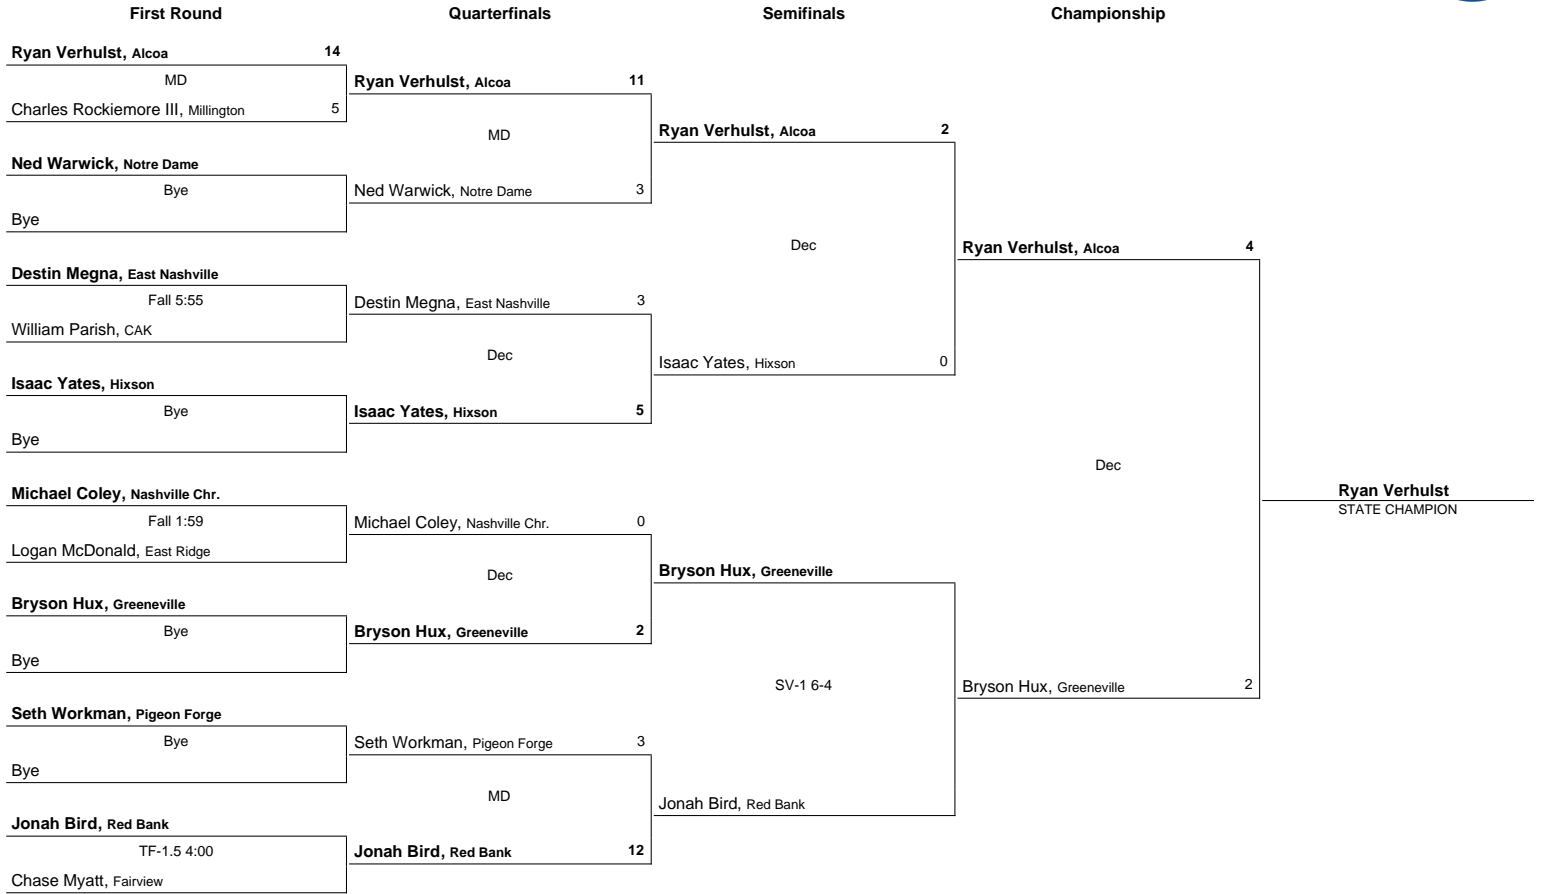 First Round
Quarterfinals
Semifinals
Championship
Ryan Verhulst, Alcoa 14
MD
Charles Rockiemore III, Millington 5
Ned Warwick, Notre Dame
Bye
Bye
Destin Megna, East Nashville
Fall 5:55
William Parish, CAK
Isaac Yates, Hixson
Bye
Bye
Michael Coley, Nashville Chr.
Fall 1:59
Logan McDonald, East Ridge
Bryson Hux, Greeneville
Bye
Bye
Seth Workman, Pigeon Forge
Bye
Bye
Jonah Bird, Red Bank
TF-1.5 4:00
Chase Myatt, Fairview
Ryan Verhulst, Alcoa 11
MD
Ned Warwick, Notre Dame 3
Destin Megna, East Nashville 3
Dec
Isaac Yates, Hixson 5
Michael Coley, Nashville Chr. 0
Dec
Bryson Hux, Greeneville 2
Seth Workman, Pigeon Forge 3
MD
Jonah Bird, Red Bank 12
Ryan Verhulst, Alcoa 2
Dec
Isaac Yates, Hixson 0
Bryson Hux, Greeneville
SV-1 6-4
Jonah Bird, Red Bank
Ryan Verhulst, Alcoa 4
Dec
Bryson Hux, Greeneville 2
Ryan Verhulst
STATE CHAMPION